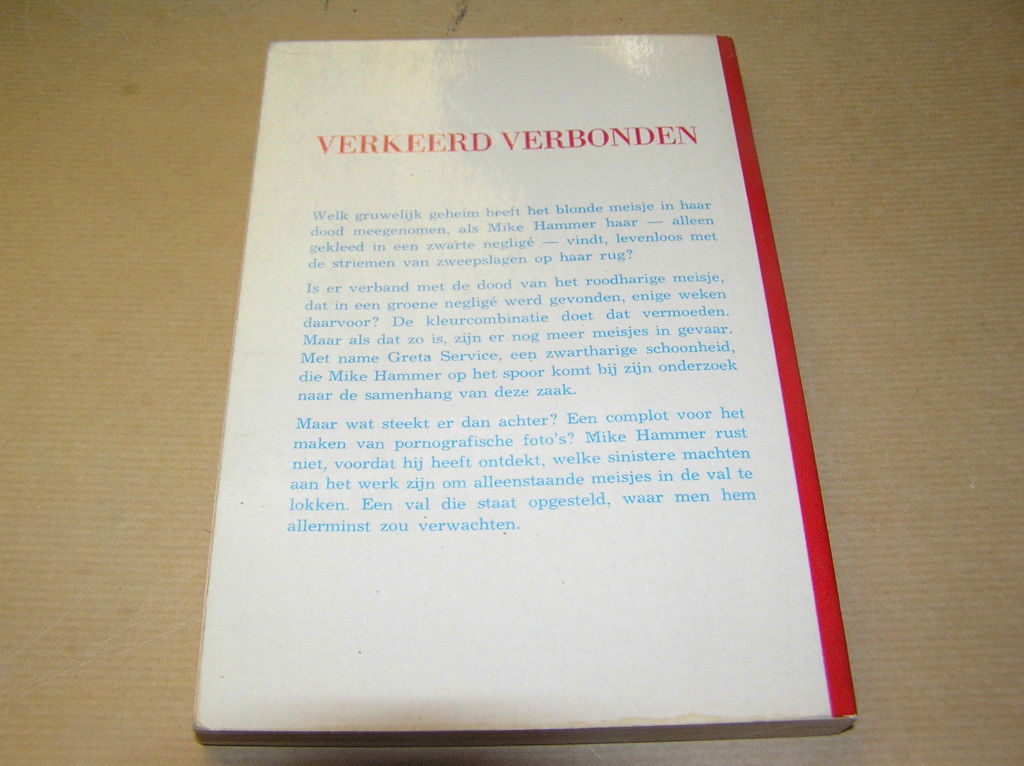 VERKEERD VERBONDEN
Welk gruwelijk geheim heeft het blonde meisje in haar
dood meegenomen, als Mike Hammer haar — alleen
gekleed in een zwarte negligé — vindt, levenloos met
de striemen van zweepslagen op haar rug?
Is er verband met de dood van het roodharige meisje,
dat in een groene negligé werd gevonden, enige weken
daarvoor? De kleurcombinatie doet dat vermoeden.
Maar als dat zo is, zijn er nog meer meisjes in gevaar.
Met name Greta Service, een zwartharige schoonheid,
die Mike Hammer op het spoor komt bij zijn onderzoek
naar de samenhang van deze zaak.
Maar wat steekt er dan achter? Een complot voor het
maken van pornografische foto's? Mike Hammer rust
niet, voordat hij heeft ontdekt, welke sinistere machten
aan het werk zijn om alleenstaande meisjes in de val te
lokken. Een val die staat opgesteld, waar men hem
allerminst zou verwachten.